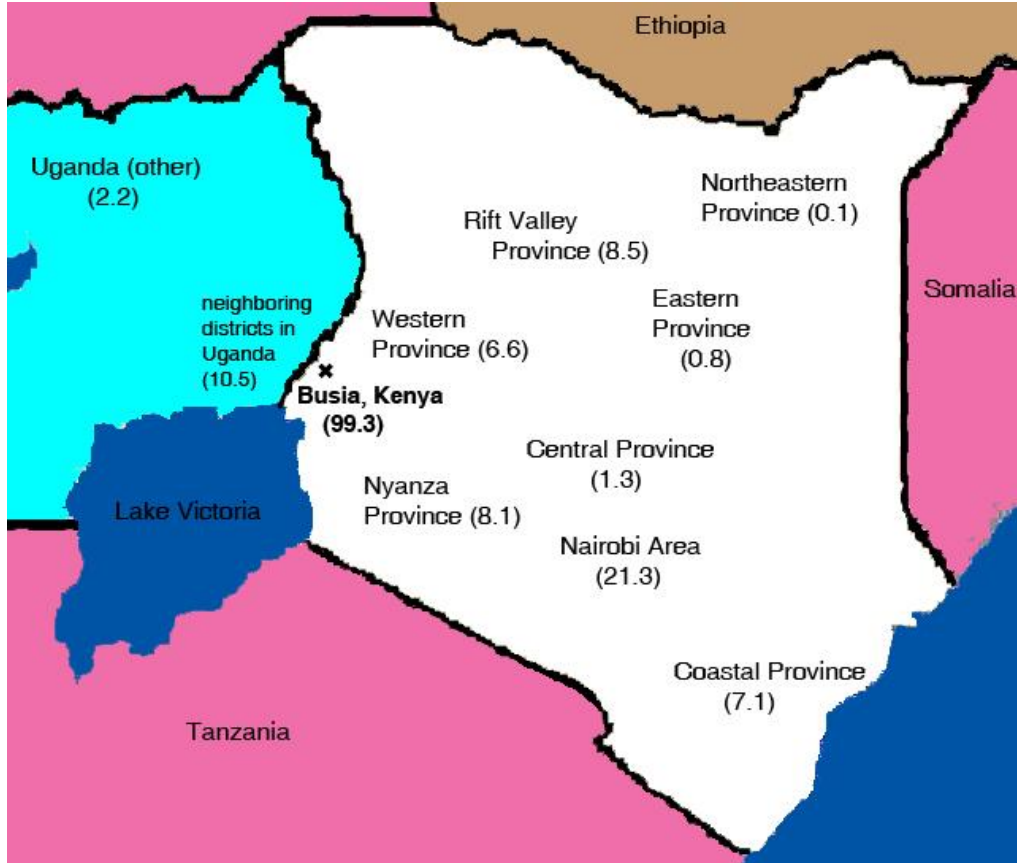 Ethiopia
Uganda (other)
(2.2)
Northeastern
Province (0.1)
Rift Valley
Province (8.5)
Somalia
neighboring
districts in
Uganda
(10.5)
Western
Province (6.6)
Eastern
Province
(0.8)
Busia, Kenya
(99.3)
Central Province
(1.3)
Lake Victoria
Nyanza
Province (8.1)
Nairobi Area
(21.3)
Coastal Province
(7.1)
Tanzania